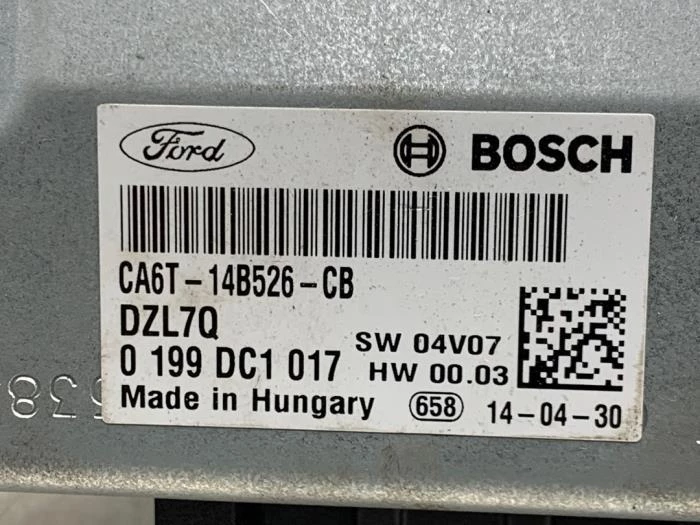 Ford BOSCH
CA6T-14B526-CB
DZL7Q
SW 04V07
0 199 DC1 017 HW 00.03
Made in Hungary 658 14-04-30